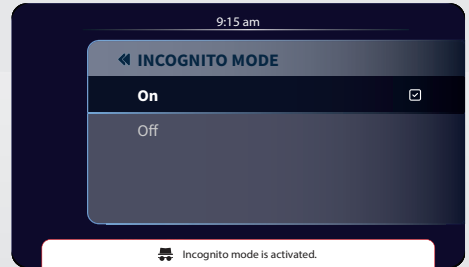 9:15 am
INCOGNITO MODE
On
Off
Incognito mode is activated.